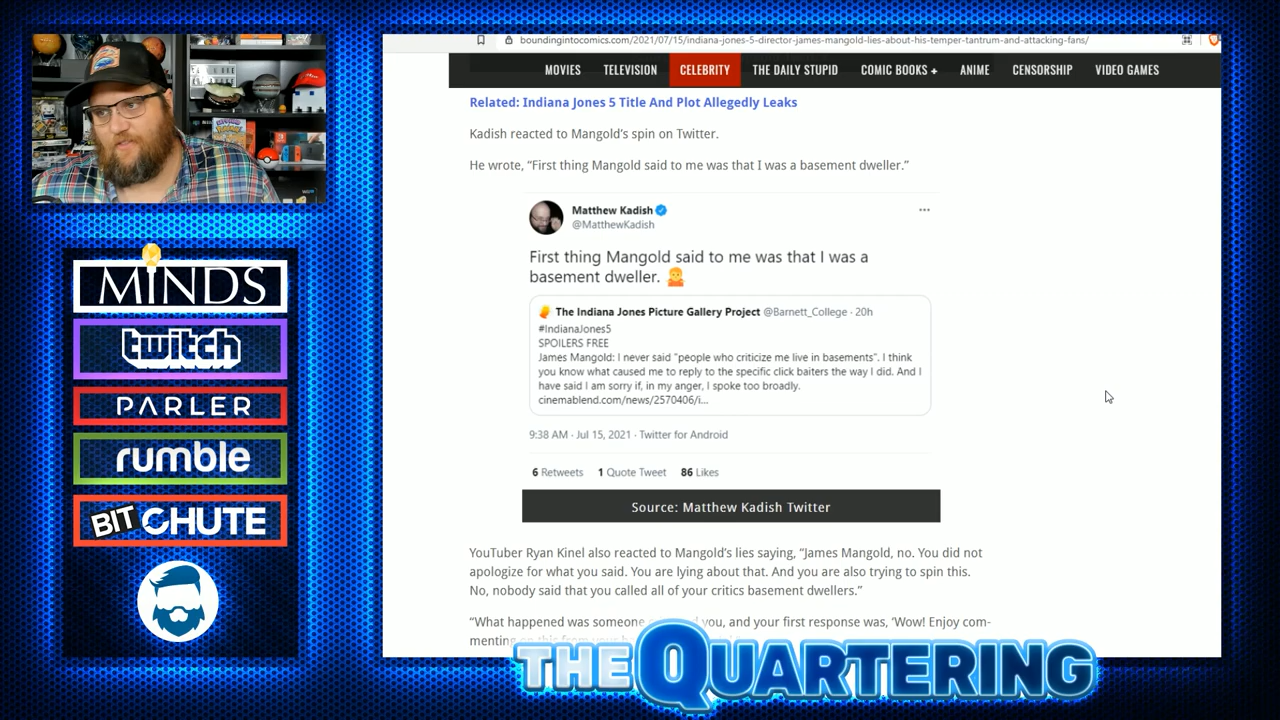 boundingintocomics.com/2021/07/15/indiana-jones-5-director-james-mangold-lies-about-his-temper-tantrum-and-attacking-fans/
MOVIES TELEVISION CELEBRITY THE DAILY STUPID COMIC BOOKS + ANIME CENSORSHIP VIDEO GAMES
Related: Indiana Jones 5 Title And Plot Allegedly Leaks
Kadish reacted to Mangold’s spin on Twitter.
He wrote, “First thing Mangold said to me was that I was a basement dweller.”
Matthew Kadish
@MatthewKadish
First thing Mangold said to me was that I was a
basement dweller.
The Indiana Jones Picture Gallery Project @Barnett_College · 20h
#IndianaJones5
SPOILERS FREE
James Mangold: I never said "people who criticize me live in basements". I think
you know what caused me to reply to the specific click baiters the way I did. And I
have said I am sorry if, in my anger, I spoke too broadly.
cinemablend.com/news/2570406/i...
9:38 AM · Jul 15, 2021 · Twitter for Android
6 Retweets 1 Quote Tweet 86 Likes
Source: Matthew Kadish Twitter
YouTuber Ryan Kinel also reacted to Mangold’s lies saying, “James Mangold, no. You did not
apologize for what you said. You are lying about that. And you are also trying to spin this.
No, nobody said that you called all of your critics basement dwellers.”
“What happened was someone you, and your first response was, ‘Wow! Enjoy com-
menting on this from your
MINDS
twitch
PARLER
rumble
BITCHUTE
THE QUARTERING